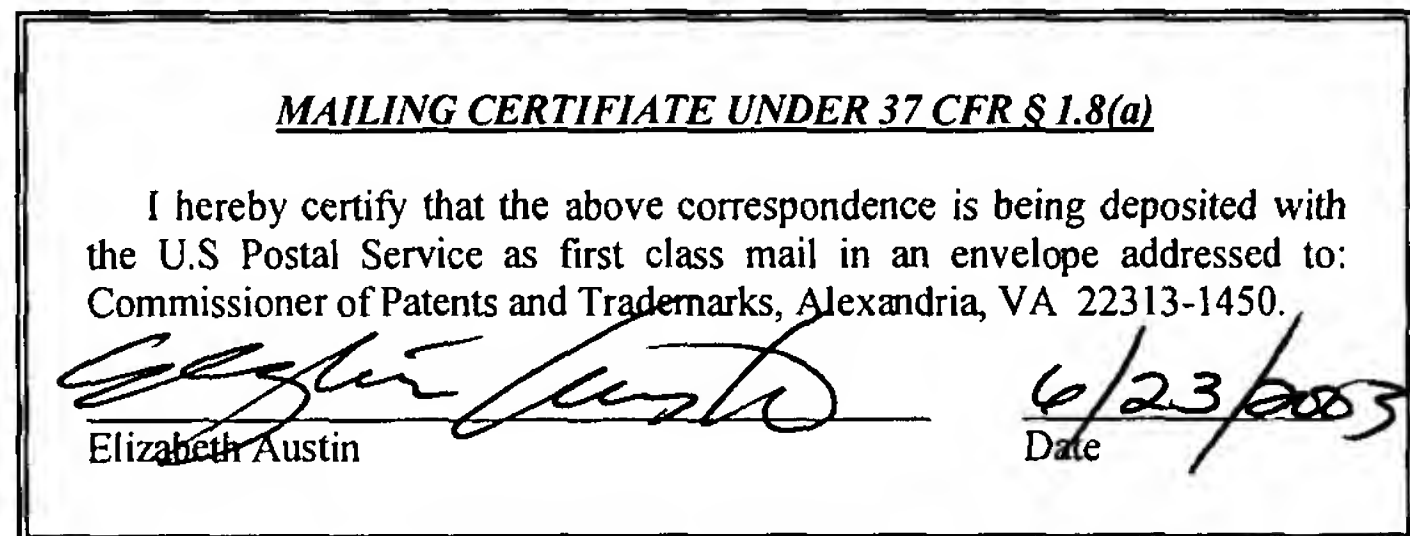 MAILING CERTIFIATE UNDER 37 CFR § 1.8(a)
I hereby certify that the above correspondence is being deposited with
the U.S Postal Service as first class mail in an envelope addressed to:
Commissioner of Patents and Trademarks, Alexandria, VA 22313-1450.
6/23/2003
Elizabeth Austin Date